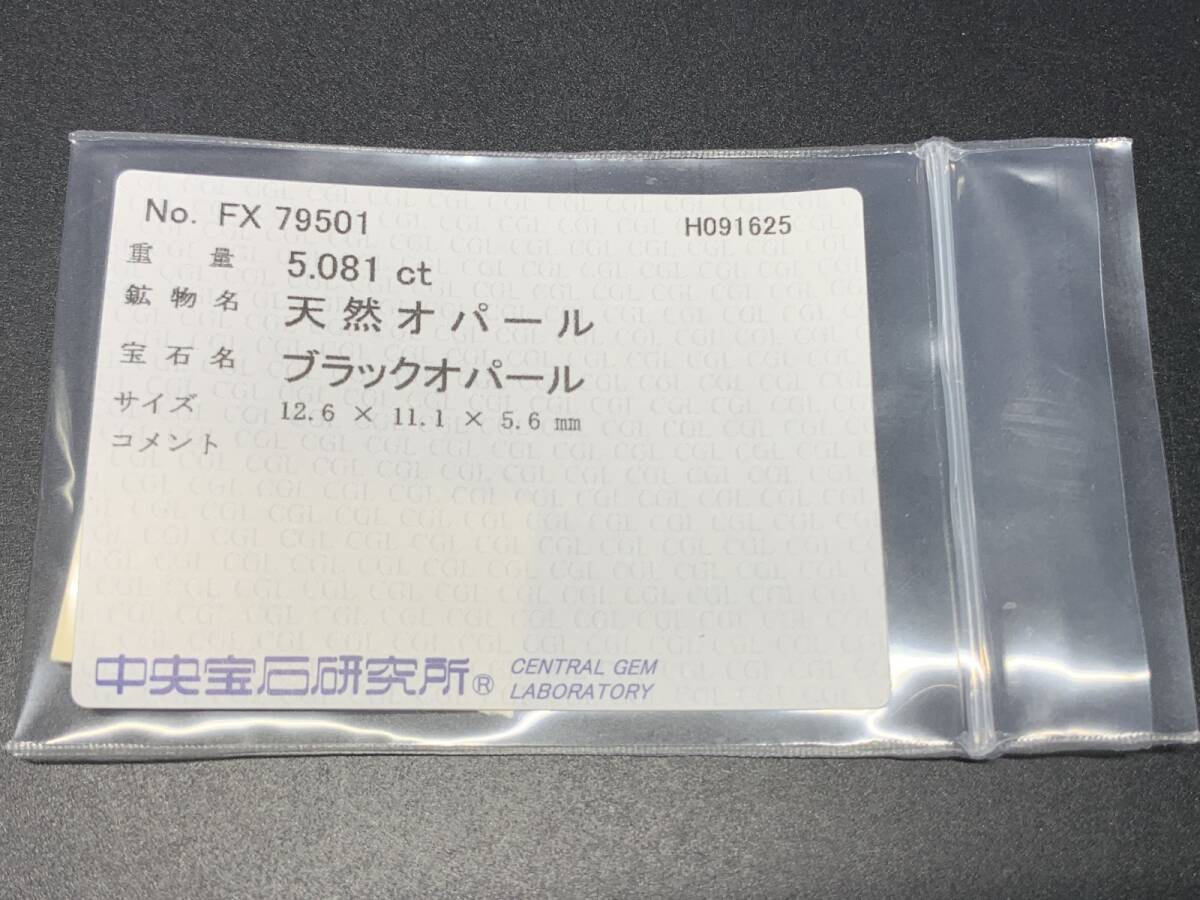 No. FX 79501 H091625
重量 5.081 ct
鉱物名 天然オパール
宝石名 ブラックオパール
サイズ 12.6 × 11.1 × 5.6 mm
コメント
中央宝石研究所® CENTRAL GEM
LABORATORY